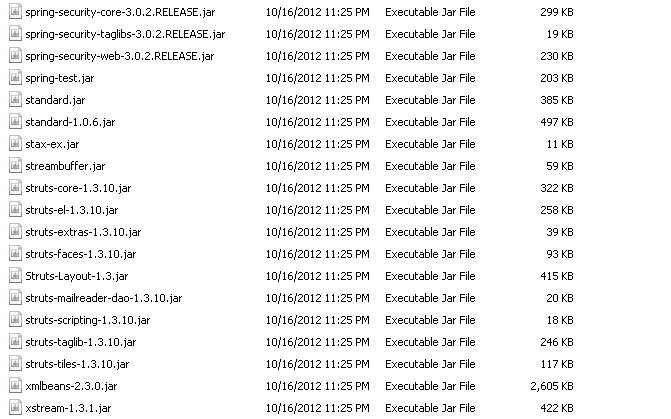 spring-security-core-3.0.2.RELEASE.jar 10/16/2012 11:25 PM Executable Jar File 299 KB
spring-security-taglibs-3.0.2.RELEASE.jar 10/16/2012 11:25 PM Executable Jar File 19 KB
spring-security-web-3.0.2.RELEASE.jar 10/16/2012 11:25 PM Executable Jar File 230 KB
spring-test.jar 10/16/2012 11:25 PM Executable Jar File 203 KB
standard.jar 10/16/2012 11:25 PM Executable Jar File 385 KB
standard-1.0.6.jar 10/16/2012 11:25 PM Executable Jar File 497 KB
stax-ex.jar 10/16/2012 11:25 PM Executable Jar File 11 KB
streambuffer.jar 10/16/2012 11:25 PM Executable Jar File 59 KB
struts-core-1.3.10.jar 10/16/2012 11:25 PM Executable Jar File 322 KB
struts-el-1.3.10.jar 10/16/2012 11:25 PM Executable Jar File 258 KB
struts-extras-1.3.10.jar 10/16/2012 11:25 PM Executable Jar File 39 KB
struts-faces-1.3.10.jar 10/16/2012 11:25 PM Executable Jar File 93 KB
Struts-Layout-1.3.jar 10/16/2012 11:25 PM Executable Jar File 415 KB
struts-mailreader-dao-1.3.10.jar 10/16/2012 11:25 PM Executable Jar File 20 KB
struts-scripting-1.3.10.jar 10/16/2012 11:25 PM Executable Jar File 18 KB
struts-taglib-1.3.10.jar 10/16/2012 11:25 PM Executable Jar File 246 KB
struts-tiles-1.3.10.jar 10/16/2012 11:25 PM Executable Jar File 117 KB
xmlbeans-2.3.0.jar 10/16/2012 11:25 PM Executable Jar File 2,605 KB
xstream-1.3.1.jar 10/16/2012 11:25 PM Executable Jar File 422 KB